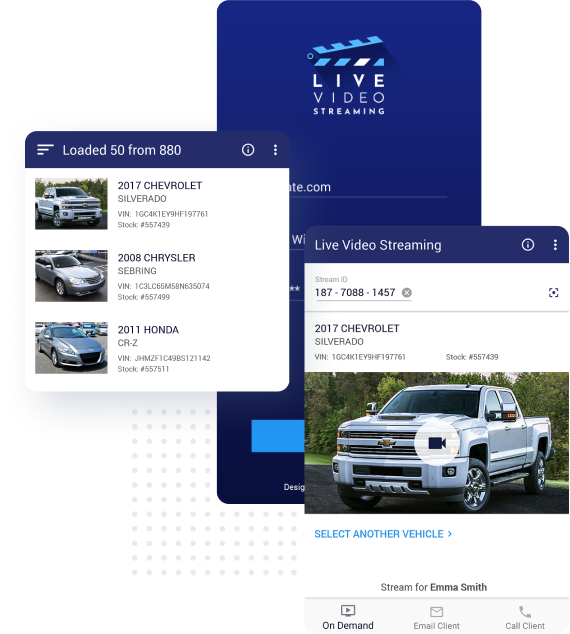 LIVE
VIDEO
STREAMING
Loaded 50 from 880
2017 CHEVROLET
SILVERADO
VIN: 1GC4K1EY9HF197761
Stock: #557439
2008 CHRYSLER
SEBRING
VIN: 1C3LC65M58N635074
Stock: #557499
2011 HONDA
CR-Z
VIN: JHMZF1C49BS121142
Stock: #557511
ate.com
Wi
**
Desig
Live Video Streaming
Stream ID
187 - 7088 - 1457
2017 CHEVROLET
SILVERADO
VIN: 1GC4K1EY9HF197761 Stock: #557439
SELECT ANOTHER VEHICLE >
Stream for Emma Smith
On Demand Email Client Call Client